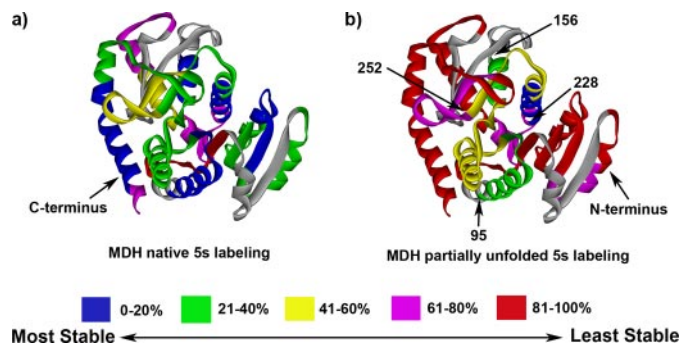 a)
b)
156
252
228
C-terminus
N-terminus
95
MDH native 5s labeling
MDH partially unfolded 5s labeling
0-20% 21-40% 41-60% 61-80% 81-100%
Most Stable Least Stable